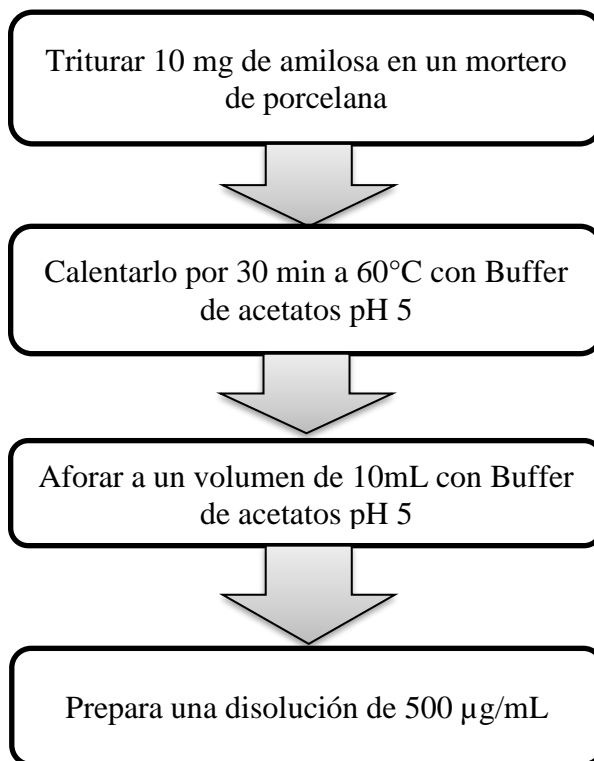 Triturar 10 mg de amilosa en un mortero
de porcelana
Calentarlo por 30 min a 60°C con Buffer
de acetatos pH 5
Aforar a un volumen de 10mL con Buffer
de acetatos pH 5
Prepara una disolución de 500 µg/mL